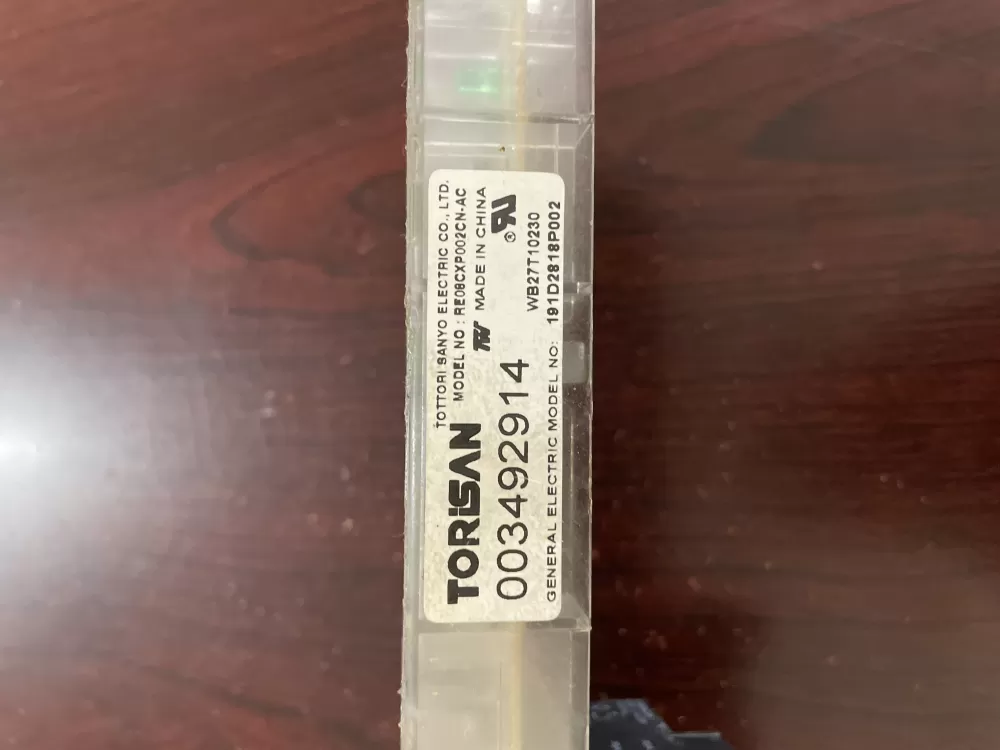 TOTTORI SANYO ELECTRIC CO., LTD.
TORISAN MODEL NO : RE08CXP002CN-AC
MADE IN CHINA
003492914
WB27T10230
GENERAL ELECTRIC MODEL NO: 191D2818P002